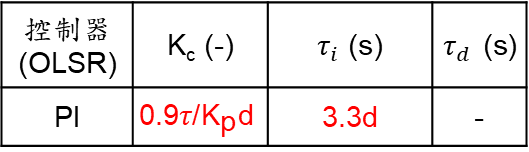 控制器
(OLSR)
Kc (-)
τi (s)
τd (s)
PI
0.9τ/Kpd
3.3d
-